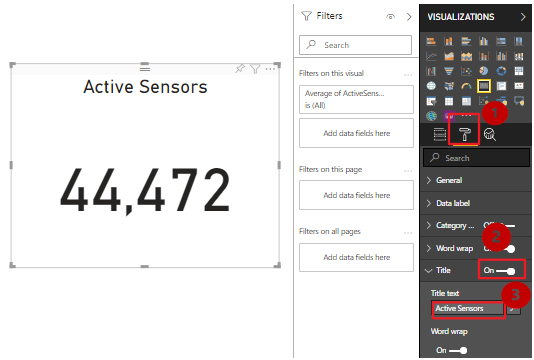 Active Sensors
44,472
Filters
Search
Filters on this visual
Average of ActiveSens...
is (All)
Add data fields here
Filters on this page
Add data fields here
Filters on all pages
Add data fields here
VISUALIZATIONS
1
Search
General
Data label
Category ...
2
Word wrap
Title
On
3
Title text
Active Sensors
Word wrap
On